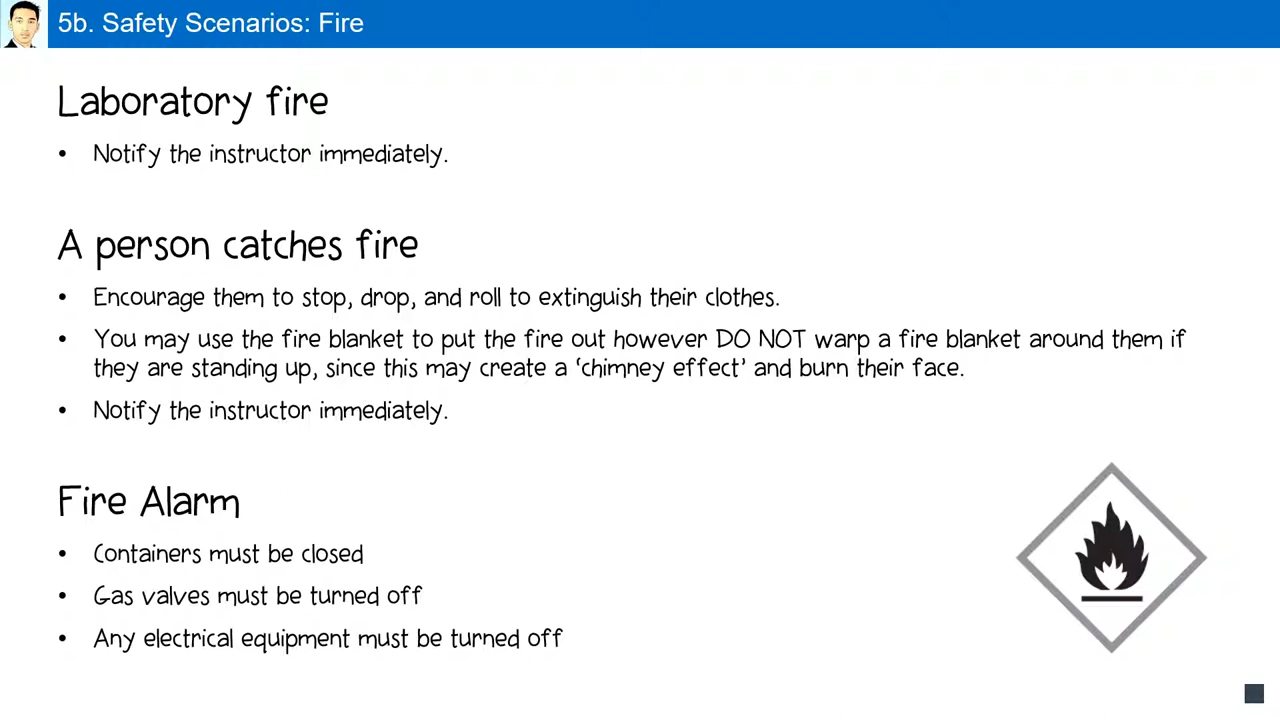 5b. Safety Scenarios: Fire
Laboratory fire
• Notify the instructor immediately.
A person catches fire
• Encourage them to stop, drop, and roll to extinguish their clothes.
• You may use the fire blanket to put the fire out however DO NOT warp a fire blanket around them if
they are standing up, since this may create a ‘chimney effect’ and burn their face.
• Notify the instructor immediately.
Fire Alarm
• Containers must be closed
• Gas valves must be turned off
• Any electrical equipment must be turned off